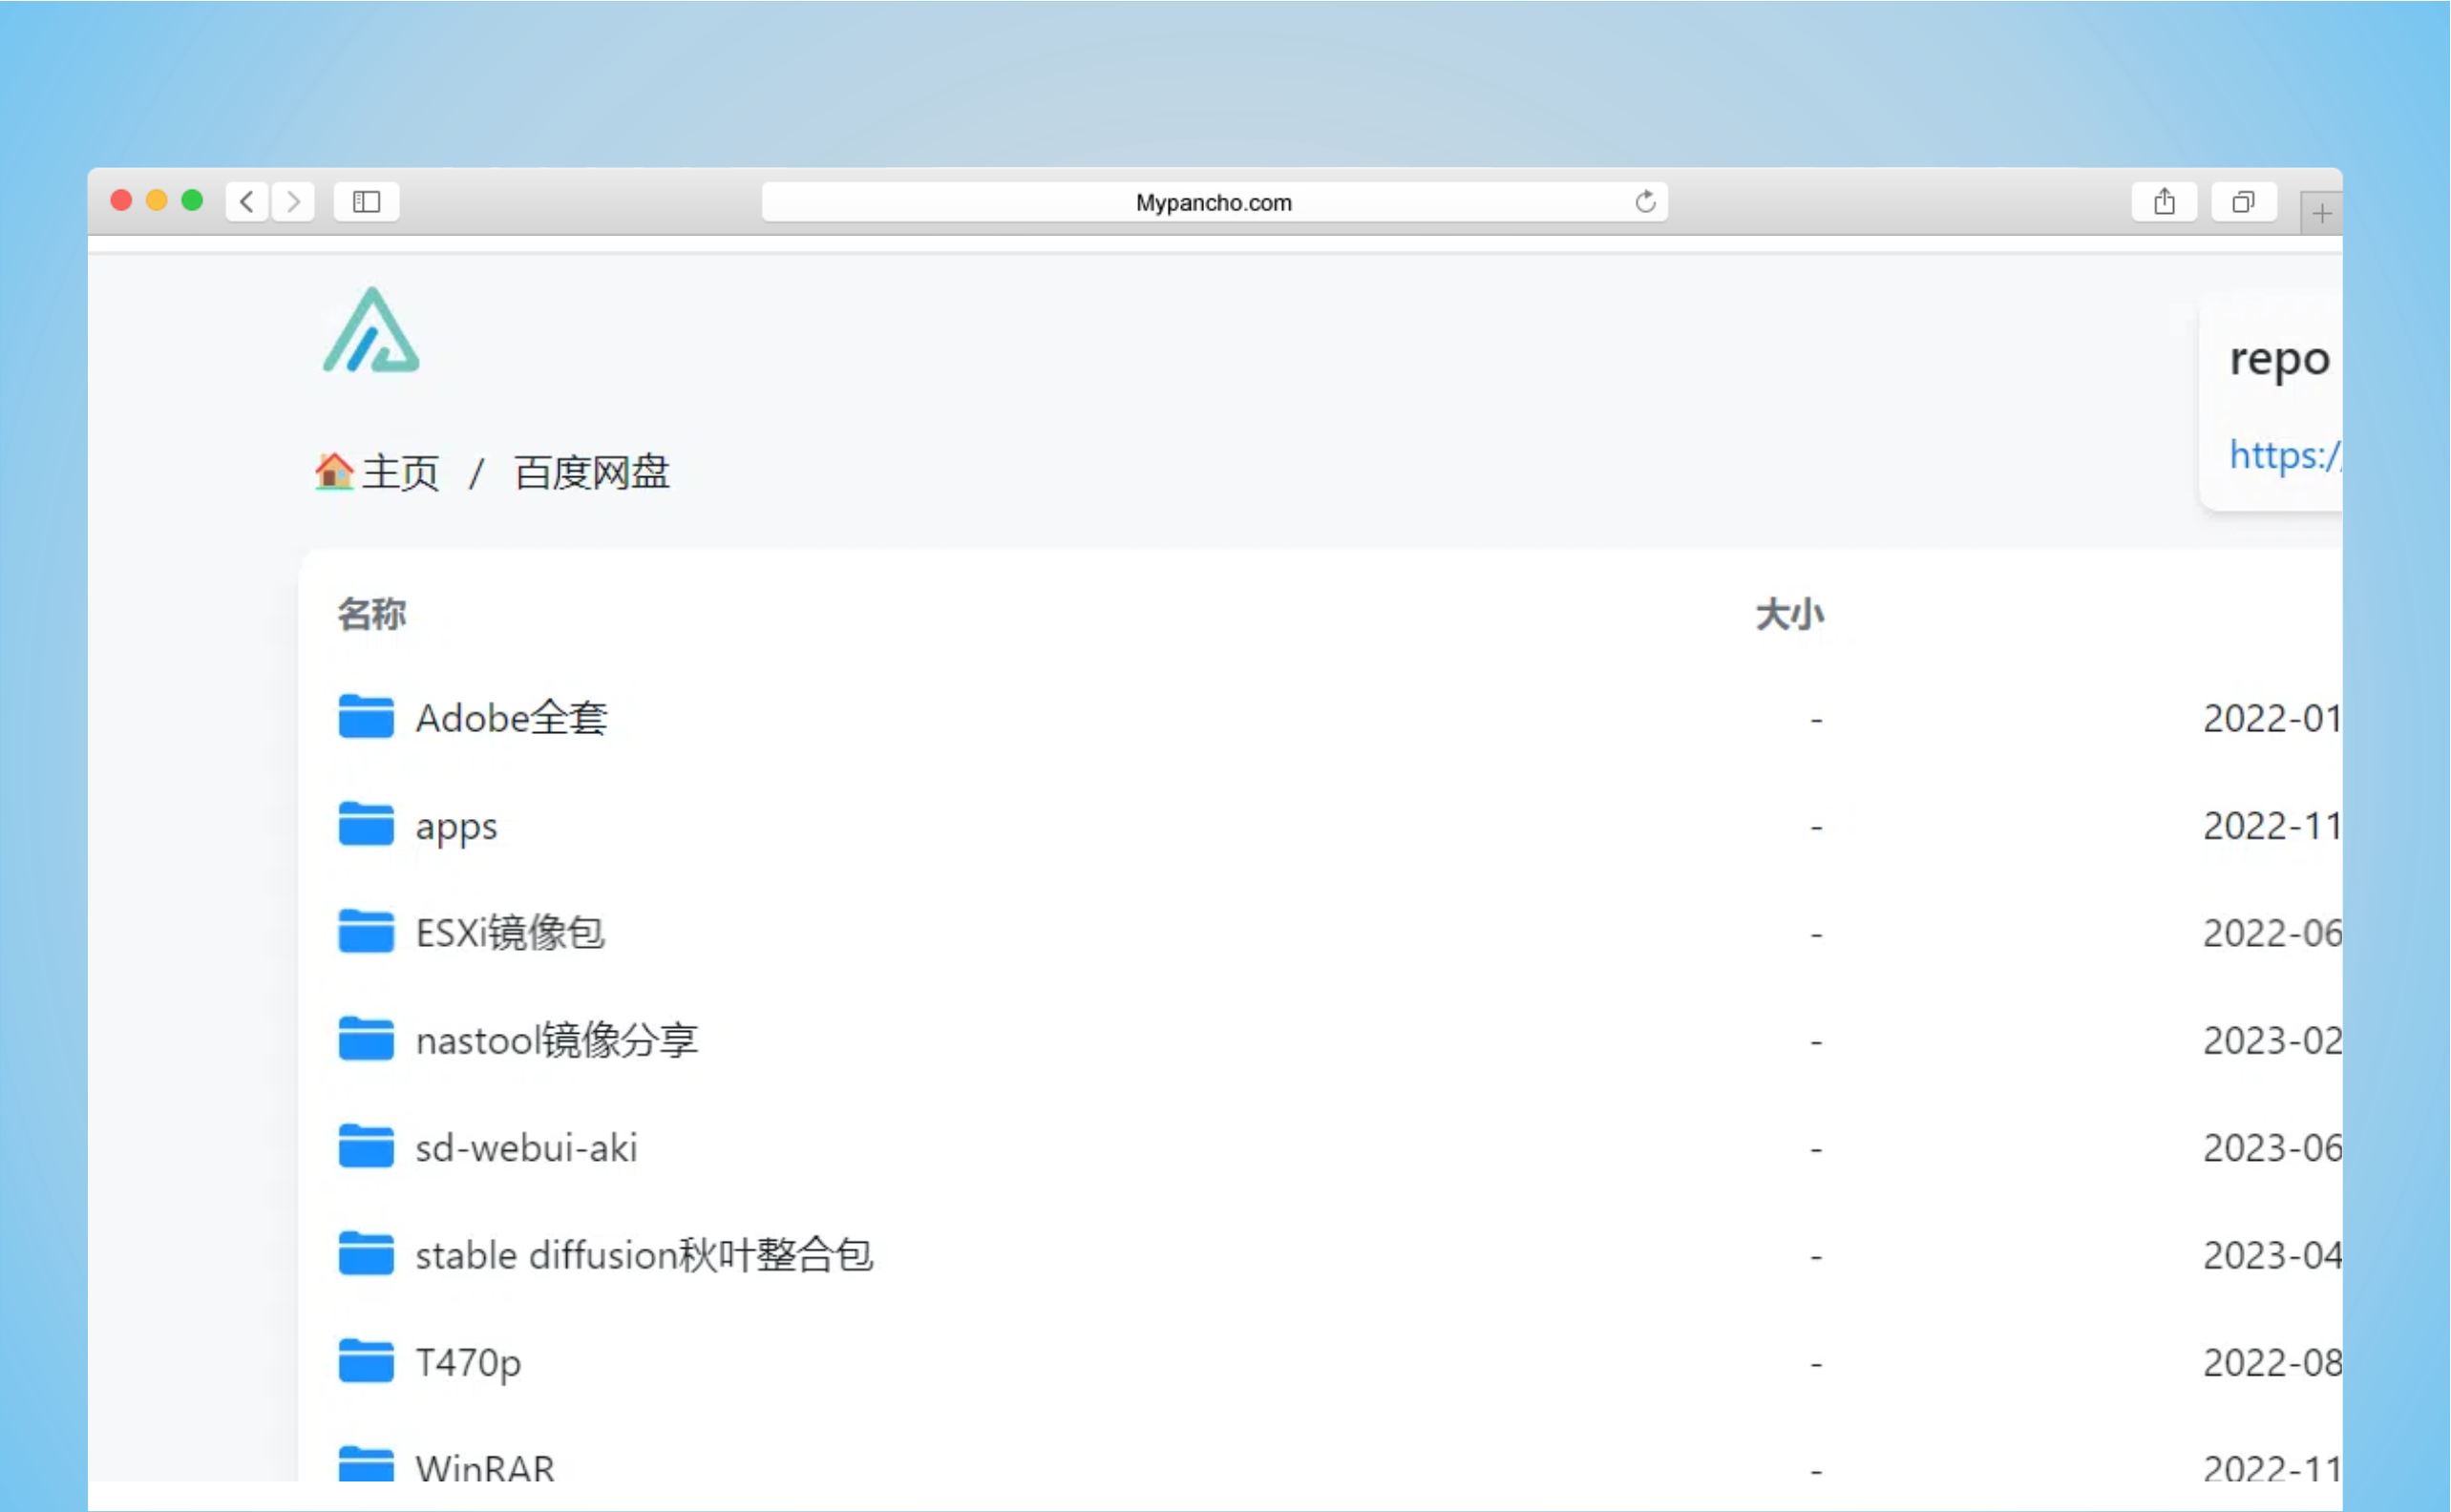 Mypancho.com
repo
https:/
主页 / 百度网盘
名称 大小
Adobe全套 - 2022-01
apps - 2022-11
ESXi镜像包 - 2022-06
nastool镜像分享 - 2023-02
sd-webui-aki - 2023-06
stable diffusion秋叶整合包 - 2023-04
T470p - 2022-08
WinRAR - 2022-11